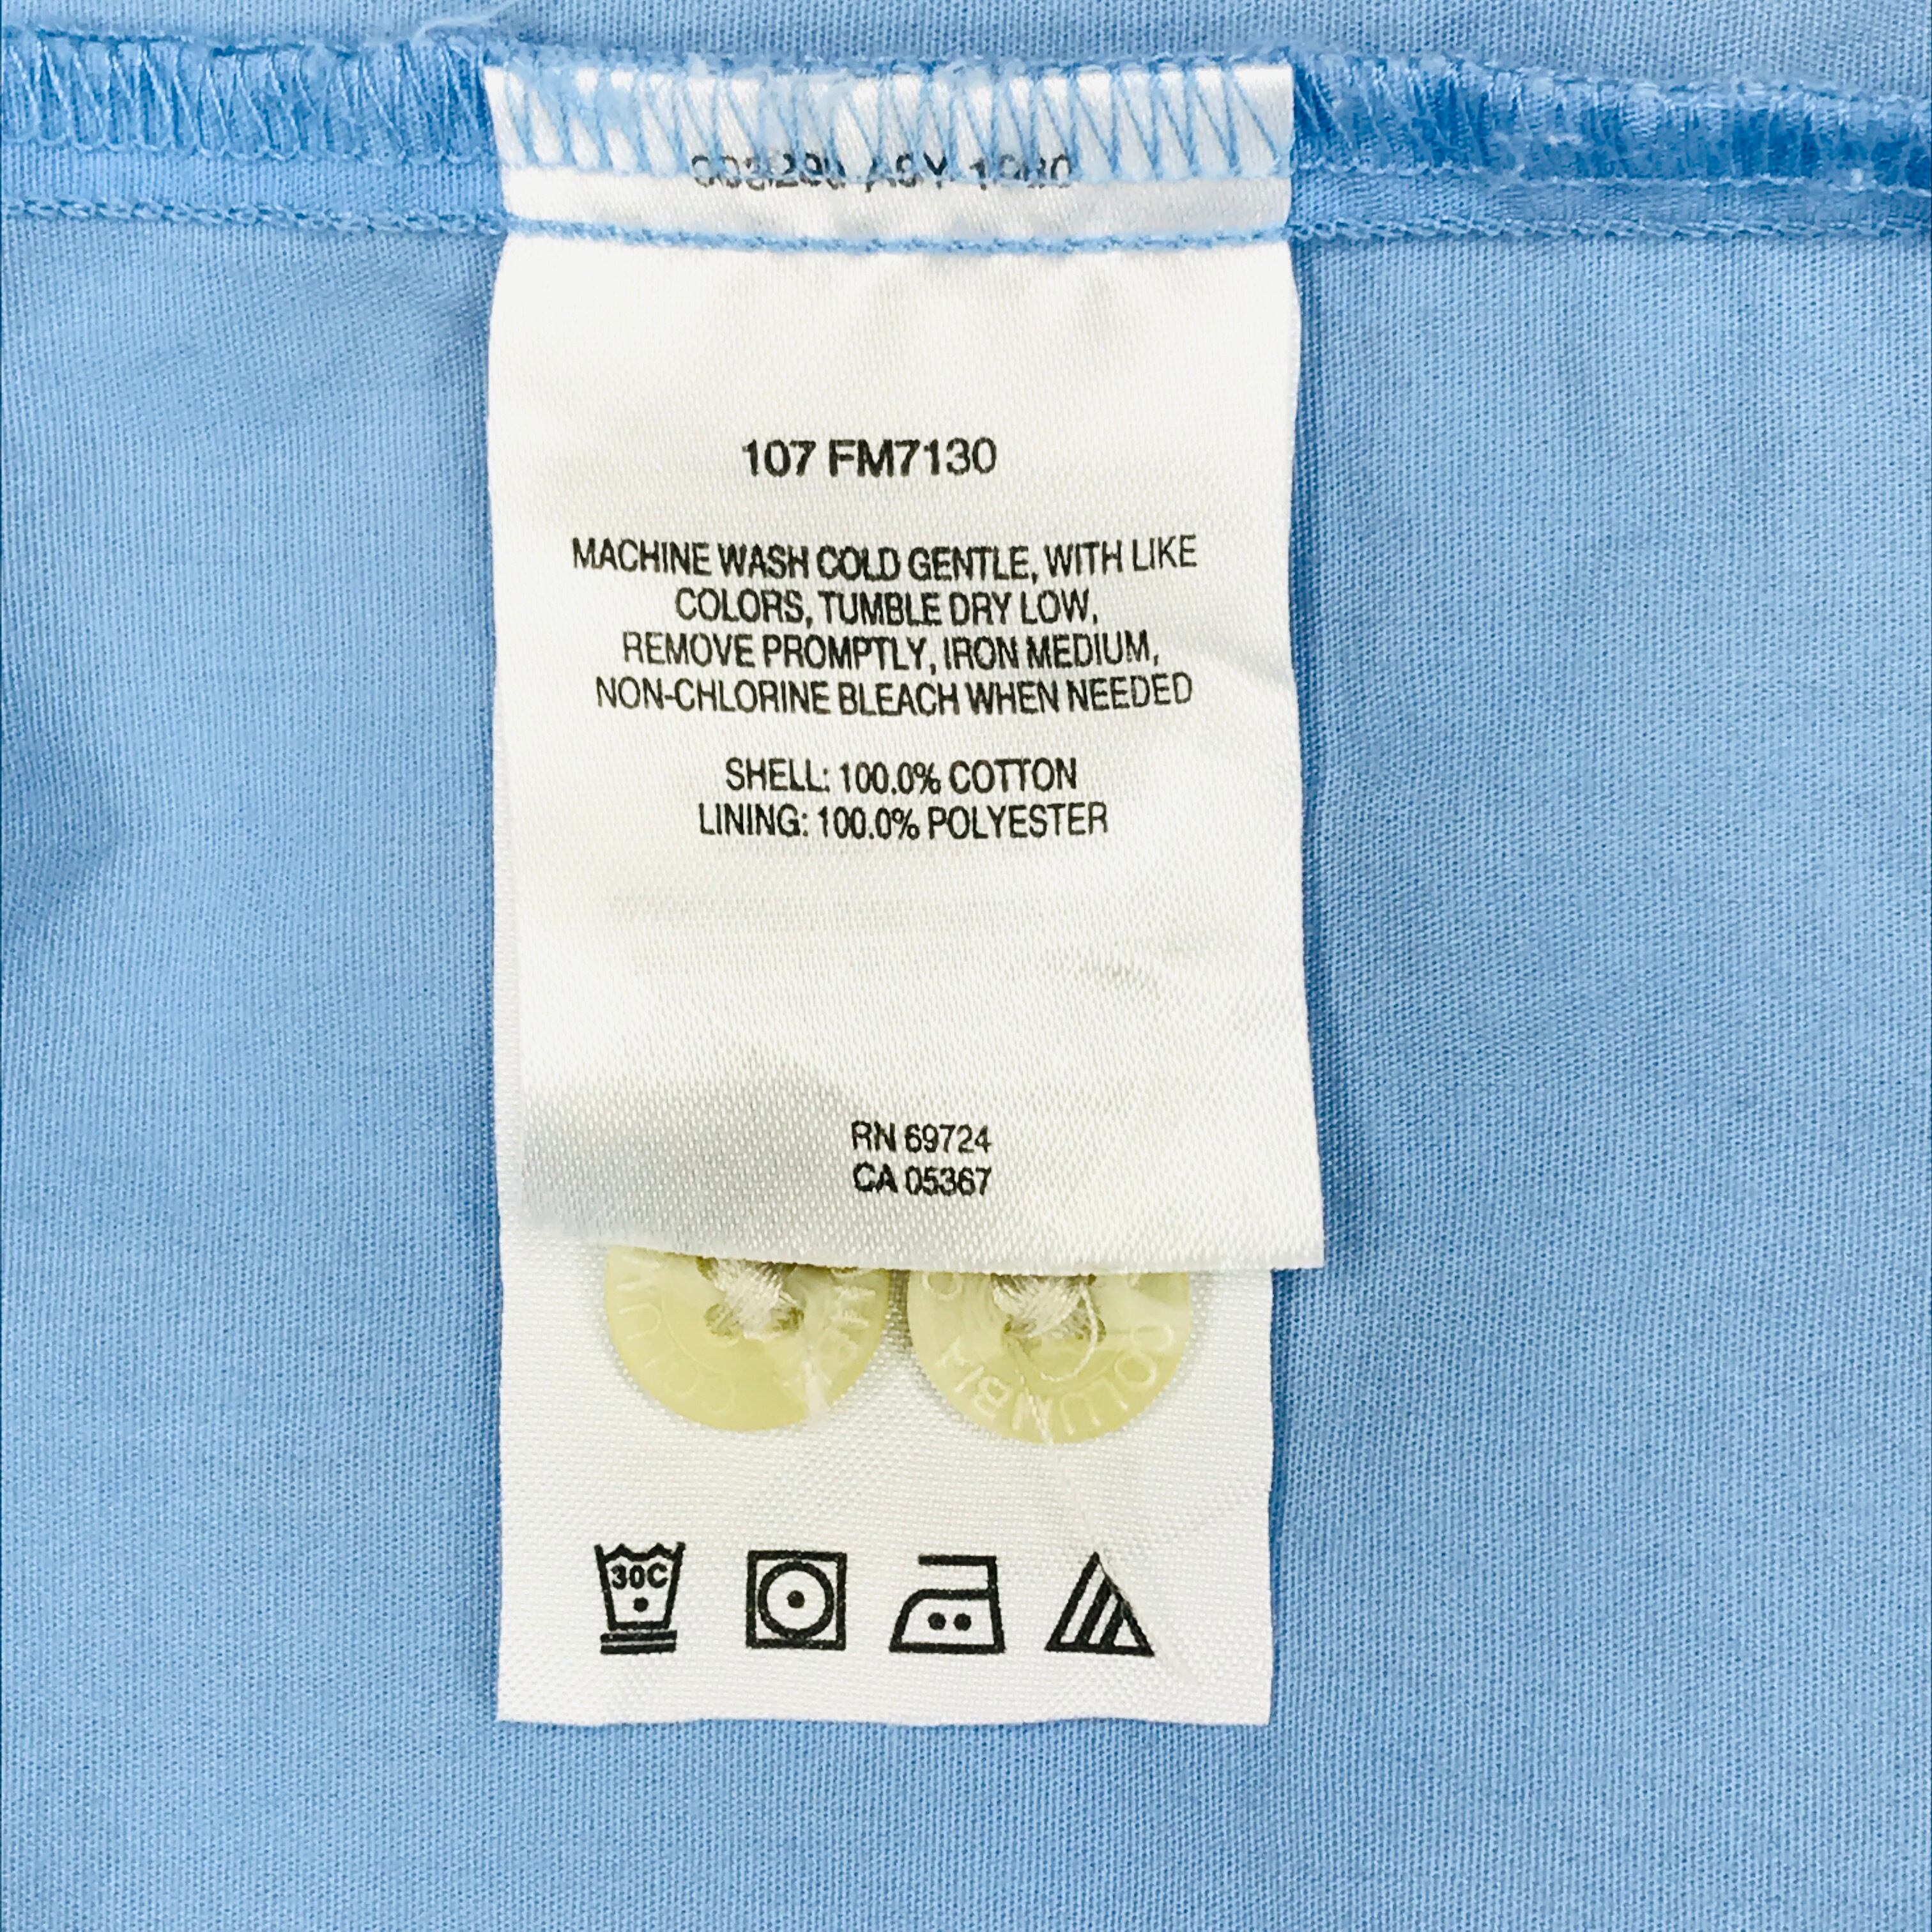 107 FM7130
MACHINE WASH COLD GENTLE, WITH LIKE
COLORS, TUMBLE DRY LOW,
REMOVE PROMPTLY, IRON MEDIUM,
NON-CHLORINE BLEACH WHEN NEEDED
SHELL: 100.0% COTTON
LINING: 100.0% POLYESTER
RN 69724
CA 05367
COLUMBIA
30C